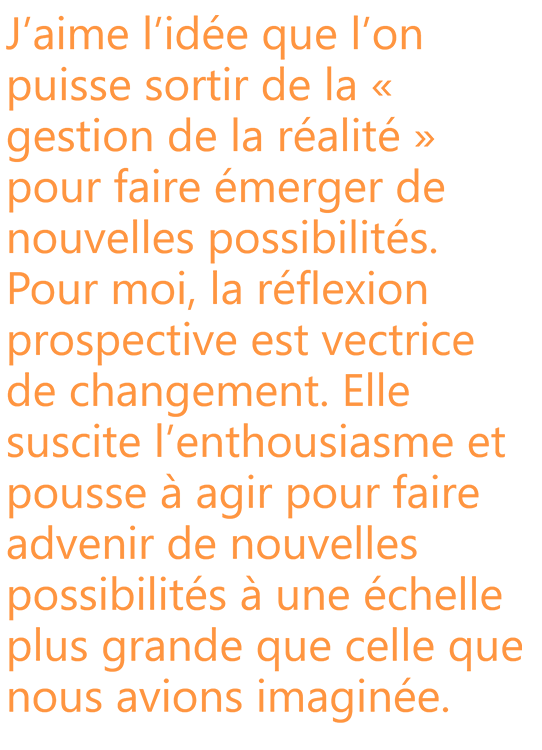 J’aime l’idée que l’on
puisse sortir de la «
gestion de la réalité »
pour faire émerger de
nouvelles possibilités.
Pour moi, la réflexion
prospective est vectrice
de changement. Elle
suscite l’enthousiasme et
pousse à agir pour faire
advenir de nouvelles
possibilités à une échelle
plus grande que celle que
nous avions imaginée.